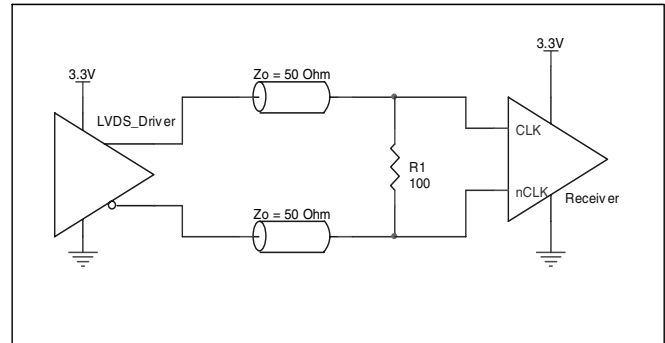 3.3V
LVDS_Driver
Zo = 50 Ohm
Zo = 50 Ohm
R1
100
3.3V
CLK
nCLK
Receiver